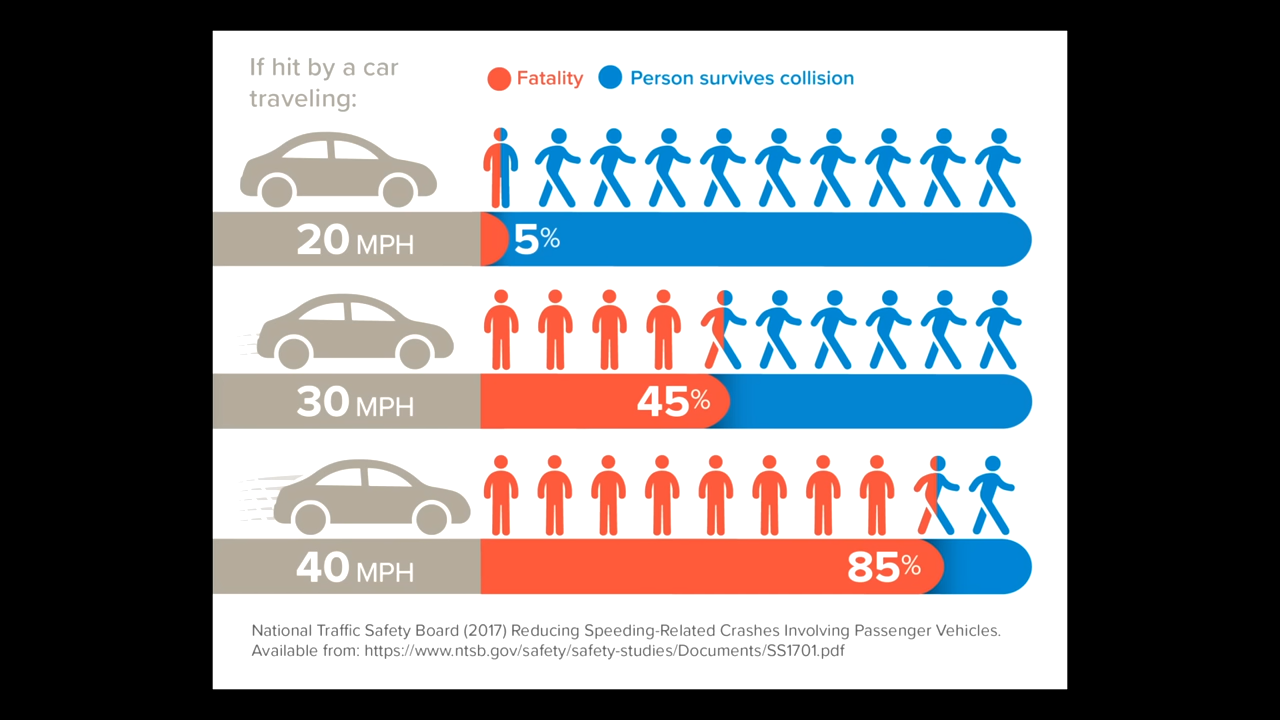 If hit by a car
traveling:
Fatality
Person survives collision
20 MPH
5%
30 MPH
45%
40 MPH
85%
National Traffic Safety Board (2017) Reducing Speeding-Related Crashes Involving Passenger Vehicles.
Available from: https://www.ntsb.gov/safety/safety-studies/Documents/SS1701.pdf